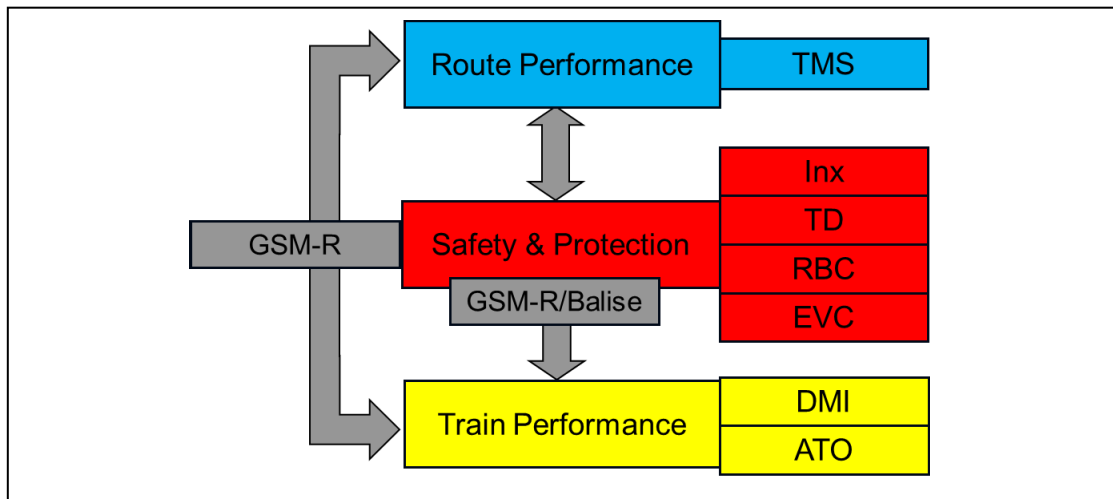 Route Performance
TMS
Inx
TD
GSM-R
Safety & Protection
RBC
GSM-R/Balise
EVC
Train Performance
DMI
ATO